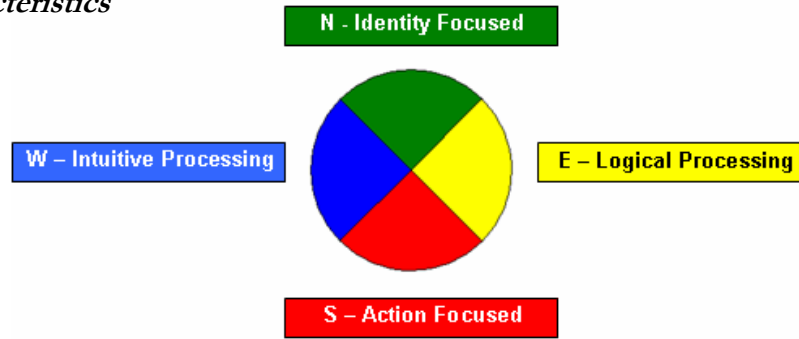 N - Identity Focused
W – Intuitive Processing
E – Logical Processing
S – Action Focused